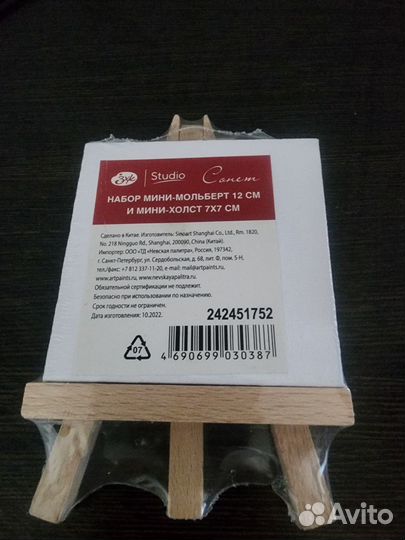 Studio
Сонет
НАБОР МИНИ-МОЛЬБЕРТ 12 СМ
И МИНИ-ХОЛСТ 7Х7 СМ
Сделано в Китае. Изготовитель: Sinoart Shanghai Co., Ltd., Rm. 1820,
No. 218 Ningguo Rd., Shanghai, 200090, China (Китай).
Импортер: ООО «ТД «Невская палитра», Россия, 197342,
г. Санкт-Петербург, ул. Сердобольская, д. 68, лит. Ф, пом. 5-Н,
тел./факс: +7 812 337-11-20, e-mail: mail@artpaints.ru,
www.artpaints.ru, www.nevskayapalitra.ru.
Обязательной сертификации не подлежит.
Безопасно при использовании по назначению.
Срок годности не ограничен.
Дата изготовления: 10.2022.
242451752
07
4 690699 030387
Avito